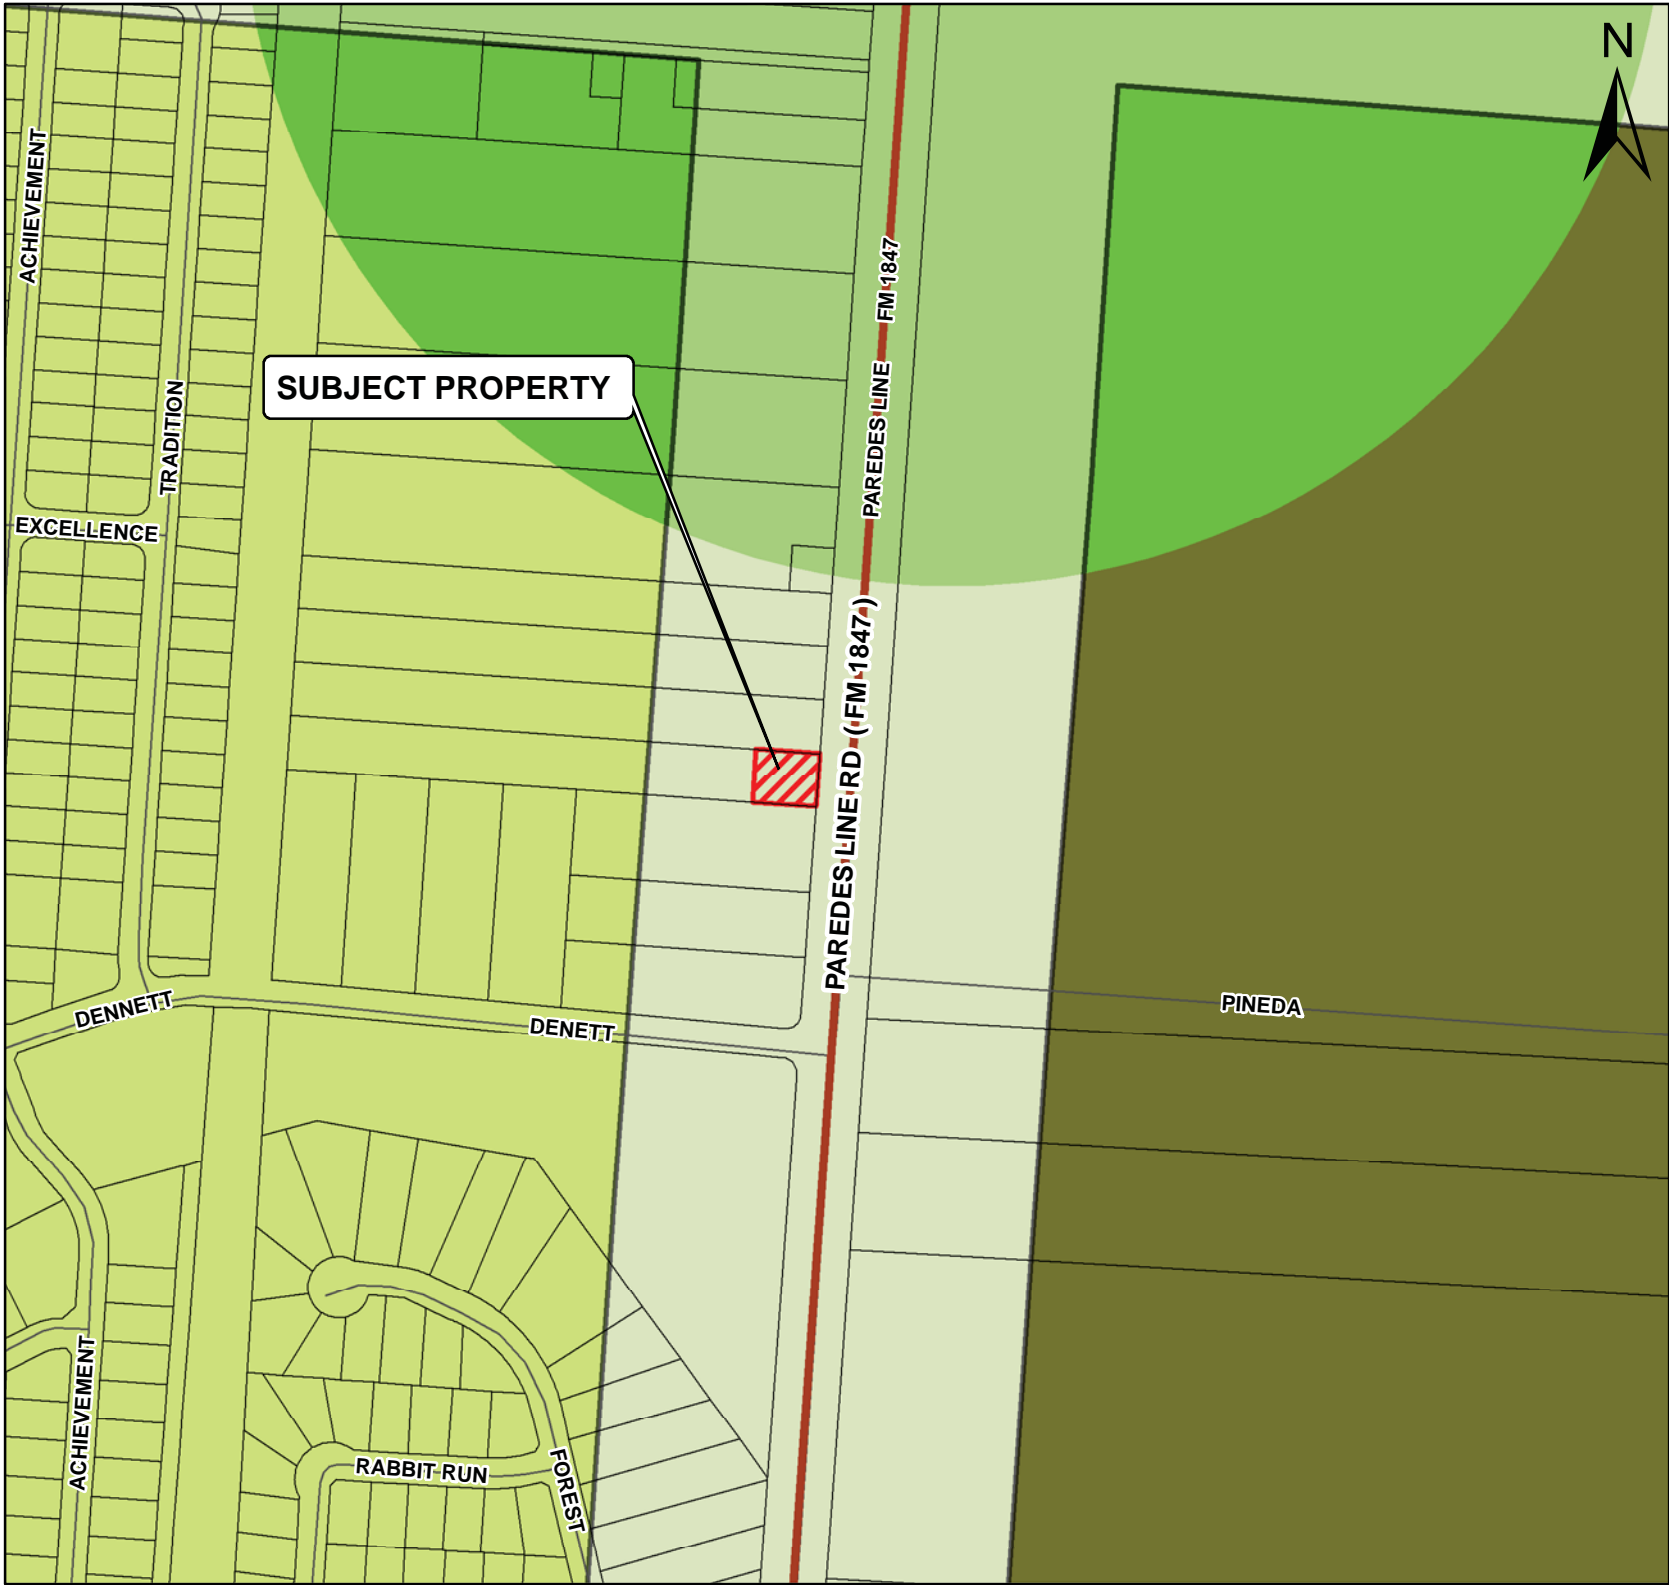 N
ACHIEVEMENT
FM 1847
PAREDES LINE
SUBJECT PROPERTY
TRADITION
EXCELLENCE
PAREDES LINE RD ( FM 1847 )
DENNETT
DENETT
PINEDA
ACHIEVEMENT
RABBIT RUN
FOREST